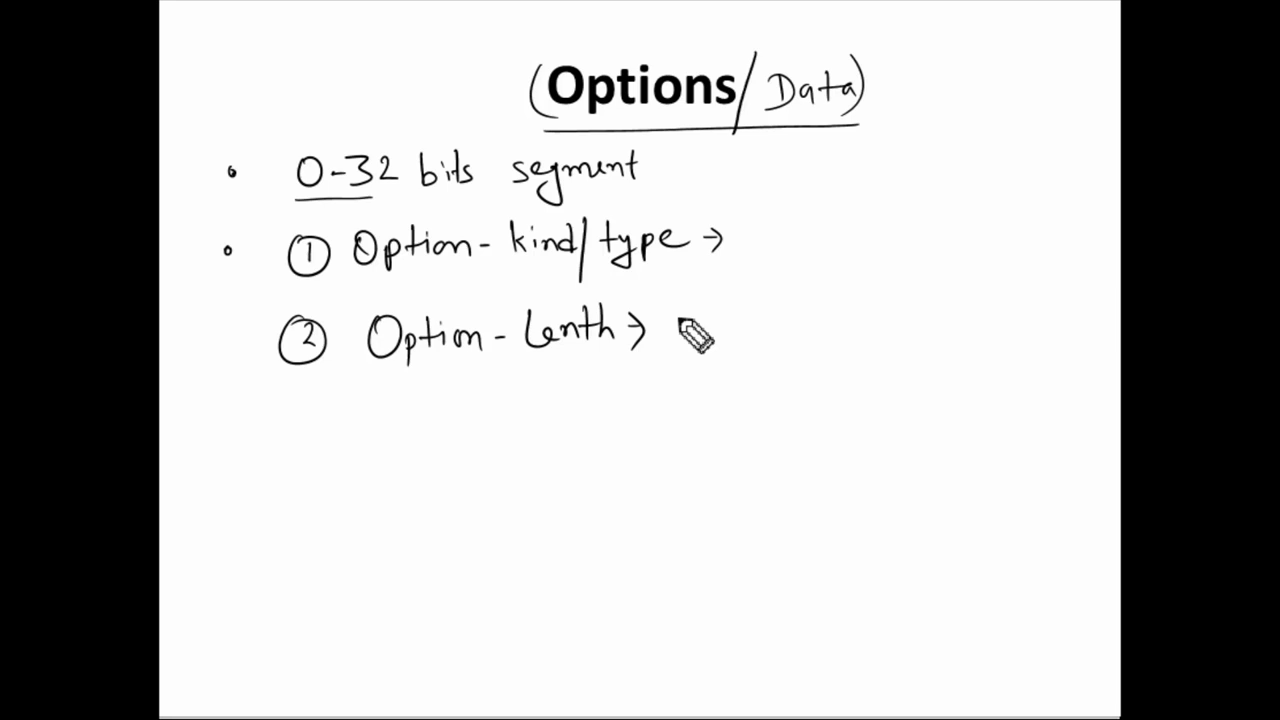 (Options/ Data)
• 0-32 bits segment
• ① Option - kind/type →
② Option - Lenth →